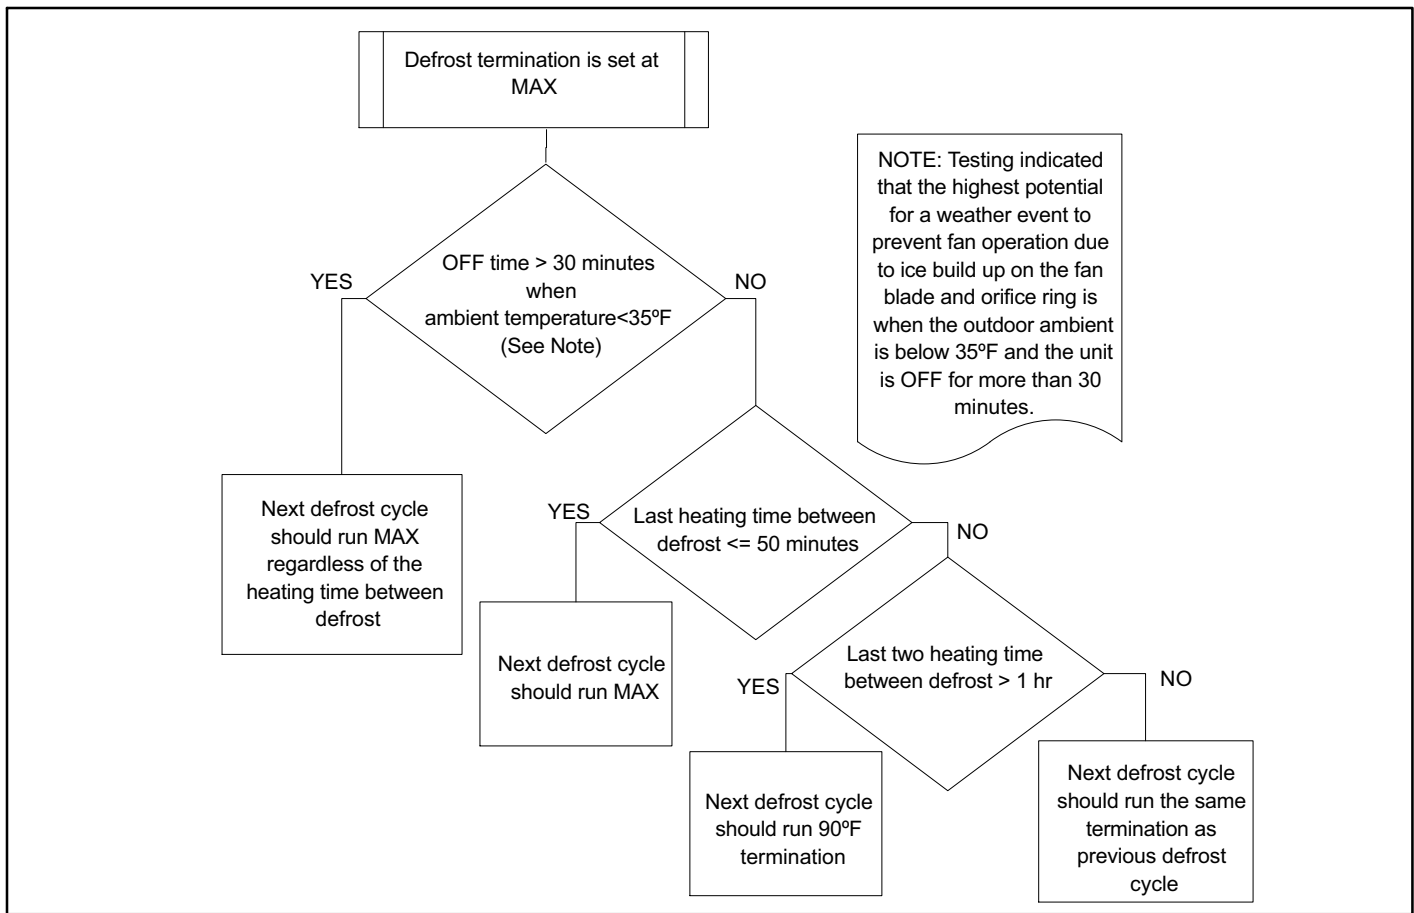 Defrost termination is set at
MAX
NOTE: Testing indicated
that the highest potential
for a weather event to
prevent fan operation due
to ice build up on the fan
blade and orifice ring is
when the outdoor ambient
is below 35ºF and the unit
is OFF for more than 30
minutes.
YES
OFF time > 30 minutes
when
ambient temperature<35ºF
(See Note)
NO
Next defrost cycle
should run MAX
regardless of the
heating time between
defrost
YES
Last heating time between
defrost <= 50 minutes
NO
Next defrost cycle
should run MAX
YES
Last two heating time
between defrost > 1 hr
NO
Next defrost cycle
should run 90ºF
termination
Next defrost cycle
should run the same
termination as
previous defrost
cycle